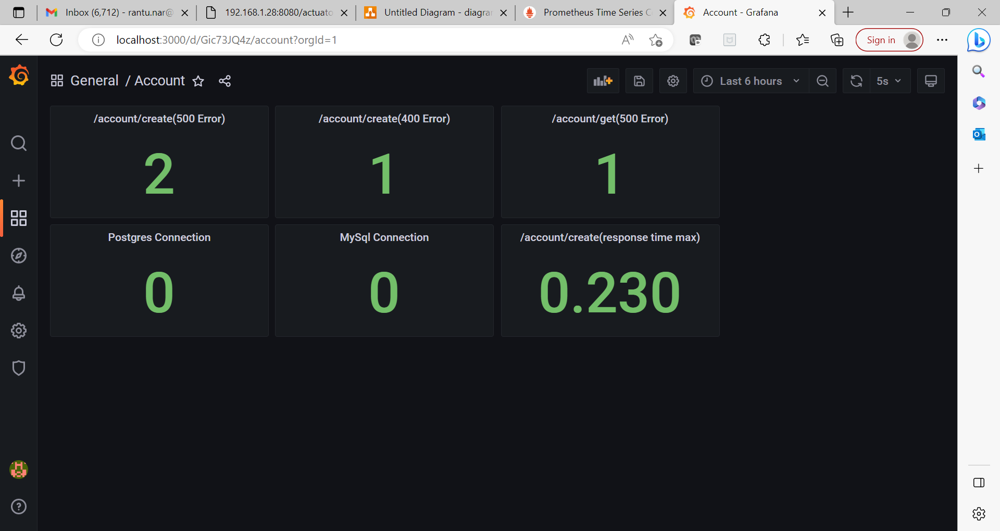 Inbox (6,712) - rantu.nar@
192.168.1.28:8080/actuato
Untitled Diagram - diagram
Prometheus Time Series C
Account - Grafana
localhost:3000/d/Gic73JQ4z/account?orgId=1
Sign in
General / Account
Last 6 hours
5s
/account/create(500 Error)
2
/account/create(400 Error)
1
/account/get(500 Error)
1
Postgres Connection
0
MySql Connection
0
/account/create(response time max)
0.230